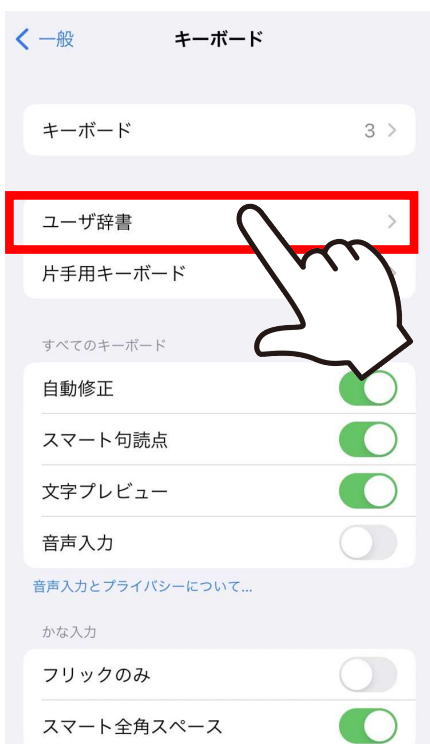 一般 キーボード
キーボード 3
ユーザ辞書
片手用キーボード
すべてのキーボード
自動修正
スマート句読点
文字プレビュー
音声入力
音声入力とプライバシーについて...
かな入力
フリックのみ
スマート全角スペース